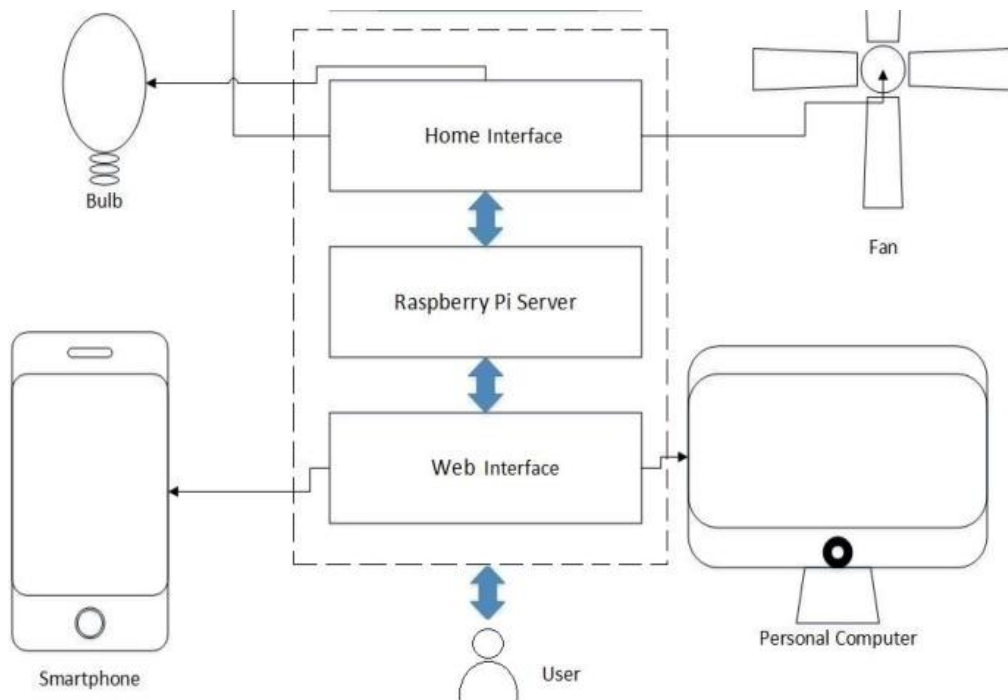 Home Interface
Bulb
Fan
Raspberry Pi Server
Web Interface
Personal Computer
Smartphone
User